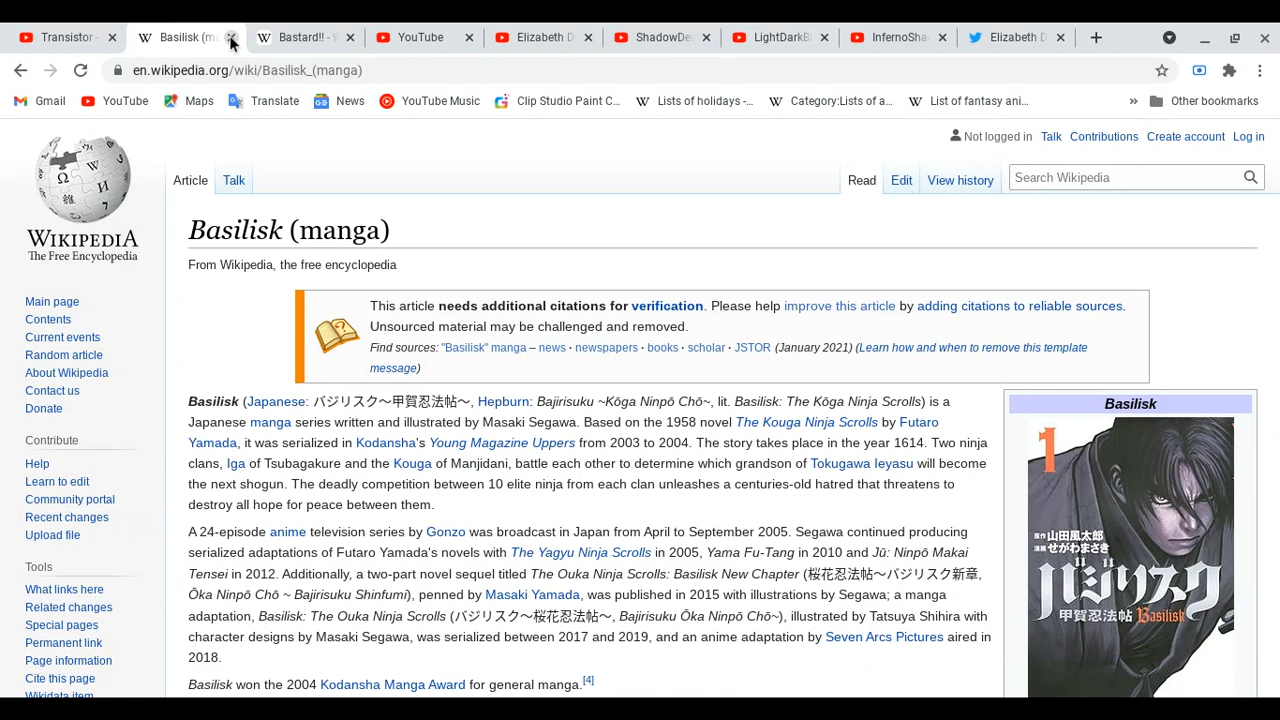 Transistor - Basilisk (ma Bastard!! - W YouTube Elizabeth D ShadowDe LightDarkB InfernoSha Elizabeth D
en.wikipedia.org/wiki/Basilisk_(manga)
Gmail YouTube Maps Translate News YouTube Music Clip Studio Paint C... Lists of holidays -... Category:Lists of a... List of fantasy ani... » Other bookmarks
Not logged in Talk Contributions Create account Log in
Article Talk Read Edit View history Search Wikipedia
WIKIPEDIA
The Free Encyclopedia
Basilisk (manga)
From Wikipedia, the free encyclopedia
This article needs additional citations for verification. Please help improve this article by adding citations to reliable sources.
Unsourced material may be challenged and removed.
Find sources: "Basilisk" manga – news · newspapers · books · scholar · JSTOR (January 2021) (Learn how and when to remove this template
message)
Main page
Contents
Current events
Random article
About Wikipedia
Contact us
Donate
Contribute
Help
Learn to edit
Community portal
Recent changes
Upload file
Tools
What links here
Related changes
Special pages
Permanent link
Page information
Cite this page
Wikidata item
Basilisk (Japanese: バジリスク〜甲賀忍法帖〜, Hepburn: Bajirisuku ~Kōga Ninpō Chō~, lit. Basilisk: The Kōga Ninja Scrolls) is a
Japanese manga series written and illustrated by Masaki Segawa. Based on the 1958 novel The Kouga Ninja Scrolls by Futaro
Yamada, it was serialized in Kodansha's Young Magazine Uppers from 2003 to 2004. The story takes place in the year 1614. Two ninja
clans, Iga of Tsubagakure and the Kouga of Manjidani, battle each other to determine which grandson of Tokugawa Ieyasu will become
the next shogun. The deadly competition between 10 elite ninja from each clan unleashes a centuries-old hatred that threatens to
destroy all hope for peace between them.
A 24-episode anime television series by Gonzo was broadcast in Japan from April to September 2005. Segawa continued producing
serialized adaptations of Futaro Yamada's novels with The Yagyu Ninja Scrolls in 2005, Yama Fu-Tang in 2010 and Jū: Ninpō Makai
Tensei in 2012. Additionally, a two-part novel sequel titled The Ouka Ninja Scrolls: Basilisk New Chapter (桜花忍法帖〜バジリスク新章,
Ōka Ninpō Chō ~ Bajirisuku Shinfumi), penned by Masaki Yamada, was published in 2015 with illustrations by Segawa; a manga
adaptation, Basilisk: The Ouka Ninja Scrolls (バジリスク〜桜花忍法帖〜, Bajirisuku Ōka Ninpō Chō~), illustrated by Tatsuya Shihira with
character designs by Masaki Segawa, was serialized between 2017 and 2019, and an anime adaptation by Seven Arcs Pictures aired in
2018.
Basilisk won the 2004 Kodansha Manga Award for general manga.[4]
Basilisk
1
原作 山田風太郎
漫画 せがわまさき
バジリスク
甲賀忍法帖 Basilisk